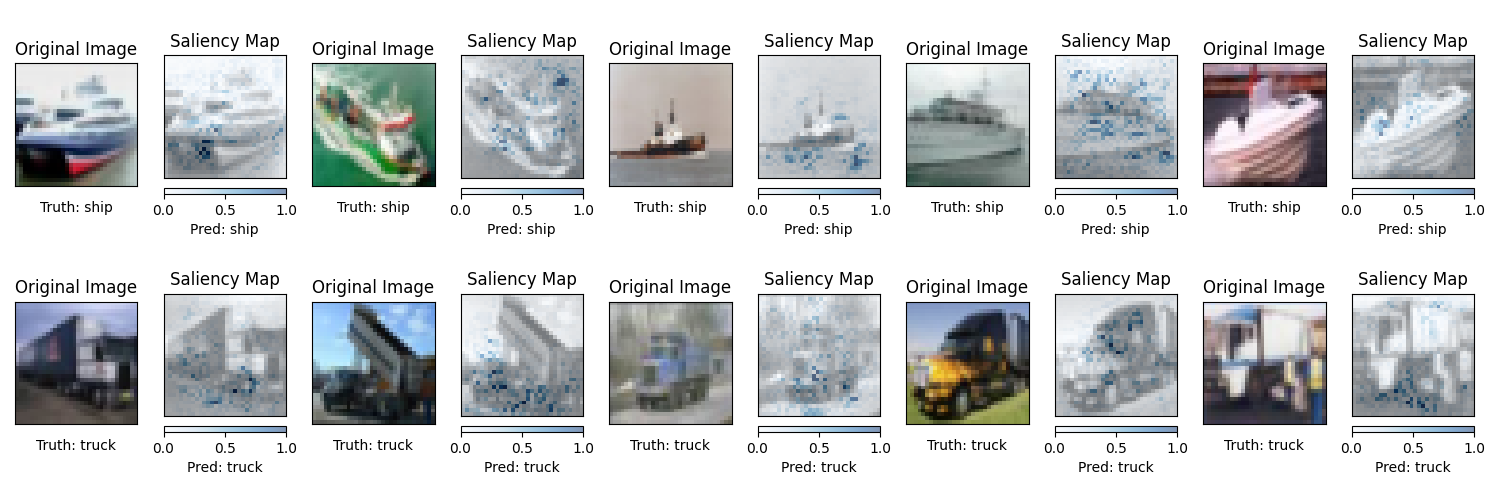 Original Image Saliency Map Original Image Saliency Map Original Image Saliency Map Original Image Saliency Map Original Image Saliency Map
Truth: ship 0.0 0.5 1.0 Truth: ship 0.0 0.5 1.0 Truth: ship 0.0 0.5 1.0 Truth: ship 0.0 0.5 1.0 Truth: ship 0.0 0.5 1.0
Pred: ship Pred: ship Pred: ship Pred: ship Pred: ship
Original Image Saliency Map Original Image Saliency Map Original Image Saliency Map Original Image Saliency Map Original Image Saliency Map
Truth: truck 0.0 0.5 1.0 Truth: truck 0.0 0.5 1.0 Truth: truck 0.0 0.5 1.0 Truth: truck 0.0 0.5 1.0 Truth: truck 0.0 0.5 1.0
Pred: truck Pred: truck Pred: truck Pred: truck Pred: truck